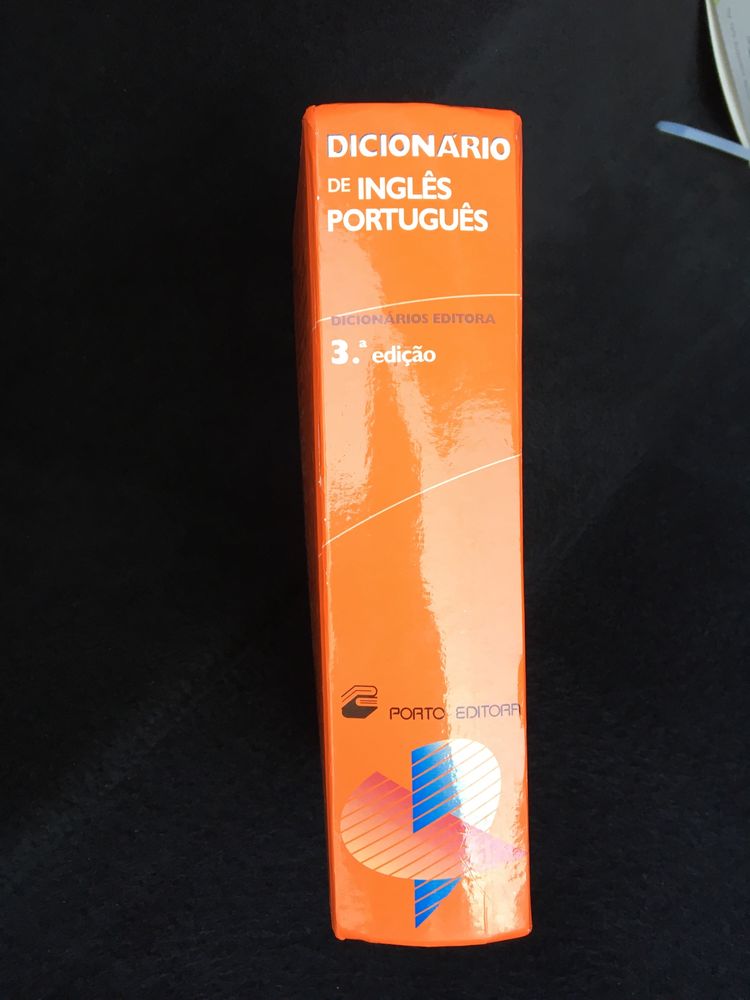 DICIONÁRIO
DE INGLÊS
PORTUGUÊS
DICIONÁRIOS EDITORA
3.ª edição
PORTO EDITORA